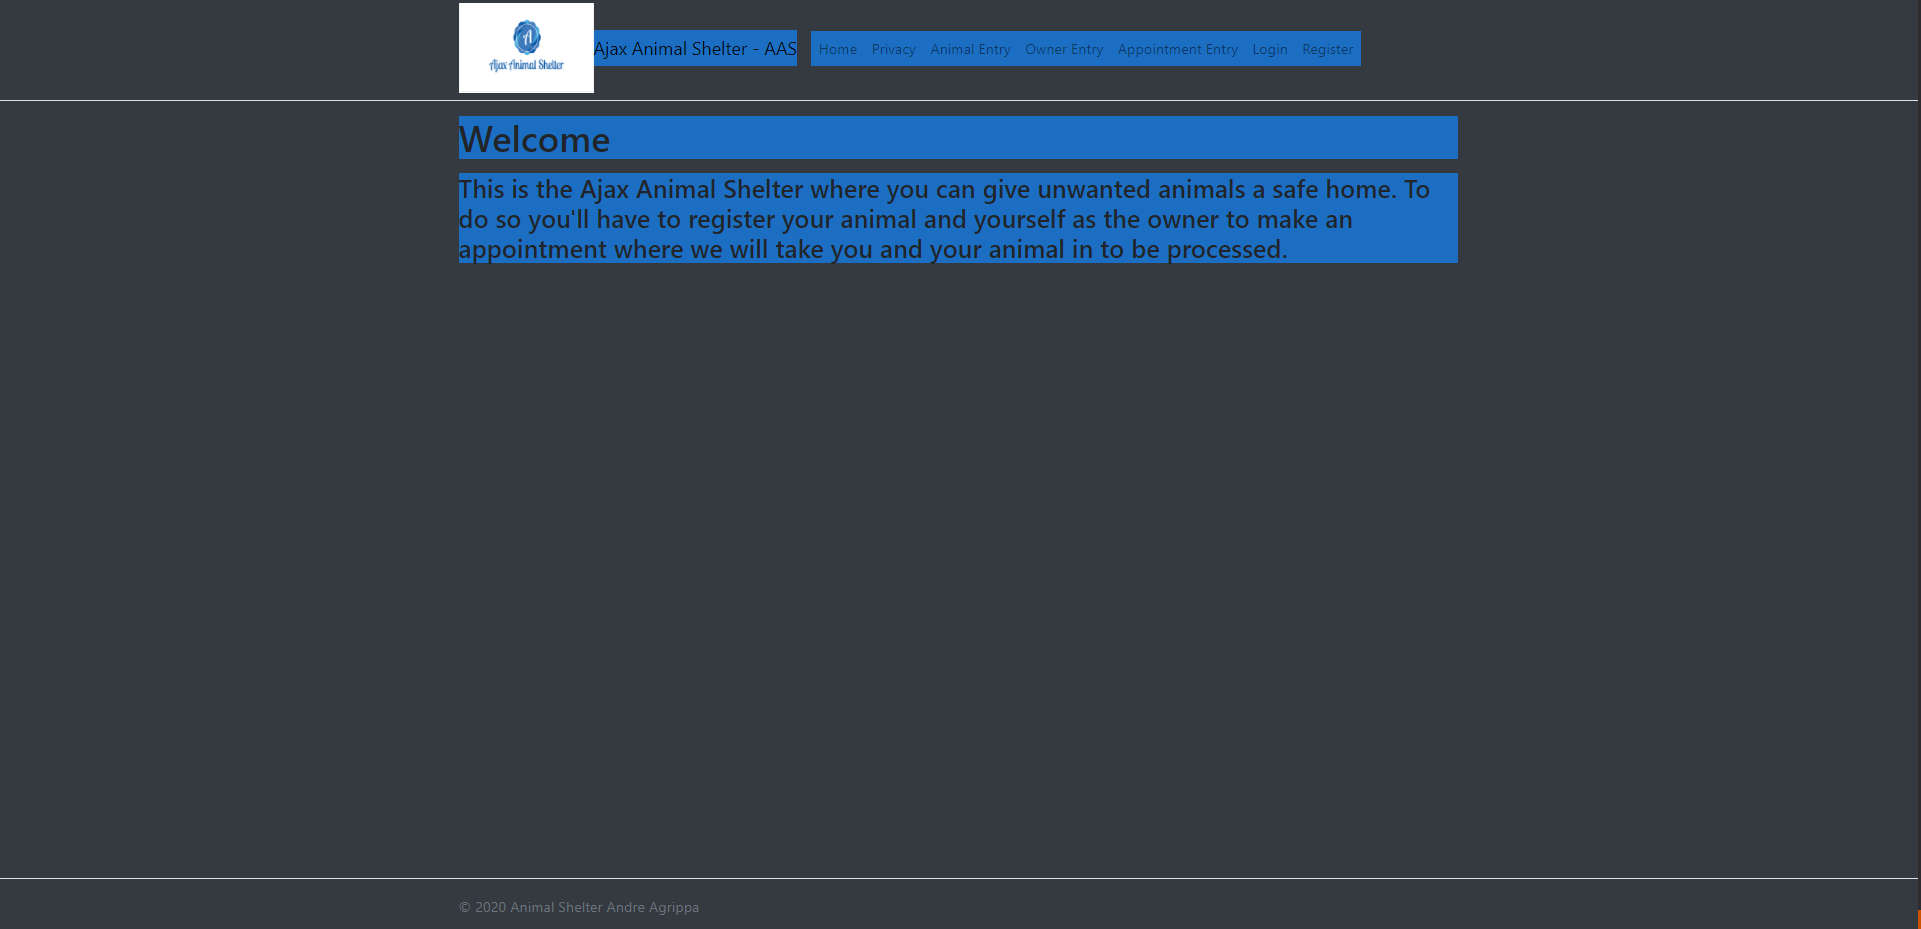 A
Ajax Animal Shelter
Ajax Animal Shelter - AAS
Home Privacy Animal Entry Owner Entry Appointment Entry Login Register
Welcome
This is the Ajax Animal Shelter where you can give unwanted animals a safe home. To
do so you'll have to register your animal and yourself as the owner to make an
appointment where we will take you and your animal in to be processed.
© 2020 Animal Shelter Andre Agrippa